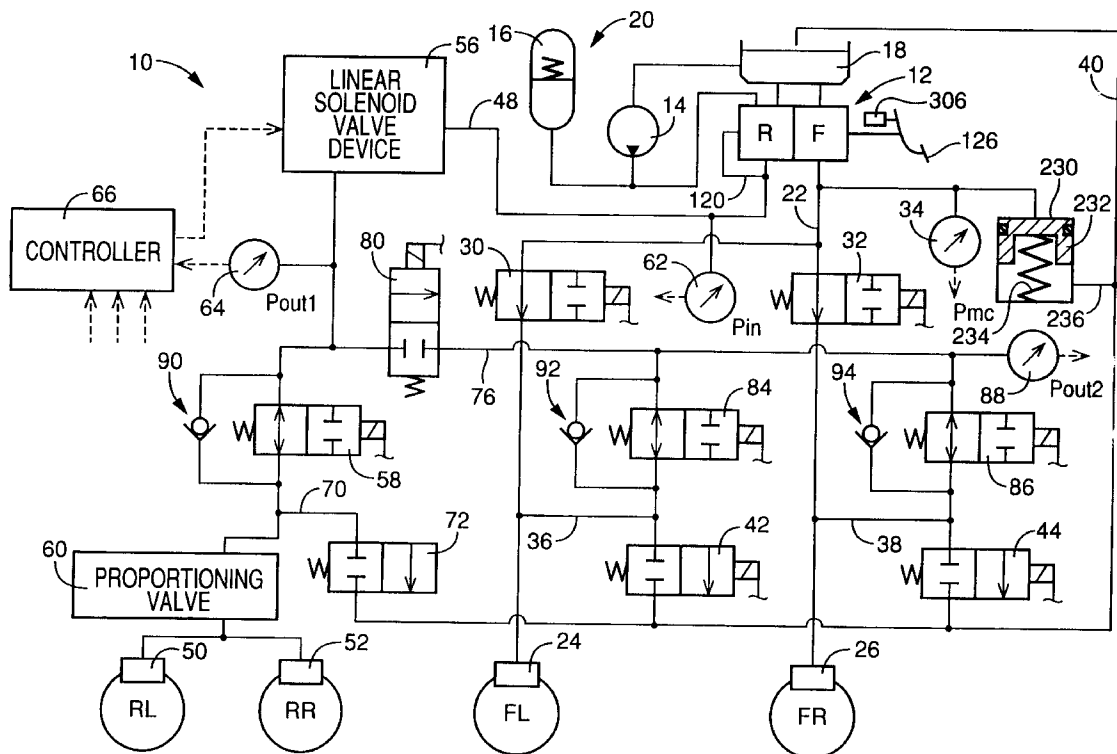 16
20
56
18
10
12
40
LINEAR
SOLENOID
VALVE
DEVICE
48
306
14
R
F
126
66
120
230
22
232
CONTROLLER
80
30
34
32
64
62
Pout1
Pin
Pmc
234
236
90
76
92
84
94
88
Pout2
58
86
70
36
42
38
44
72
60
PROPORTIONING
VALVE
50
52
24
26
RL
RR
FL
FR